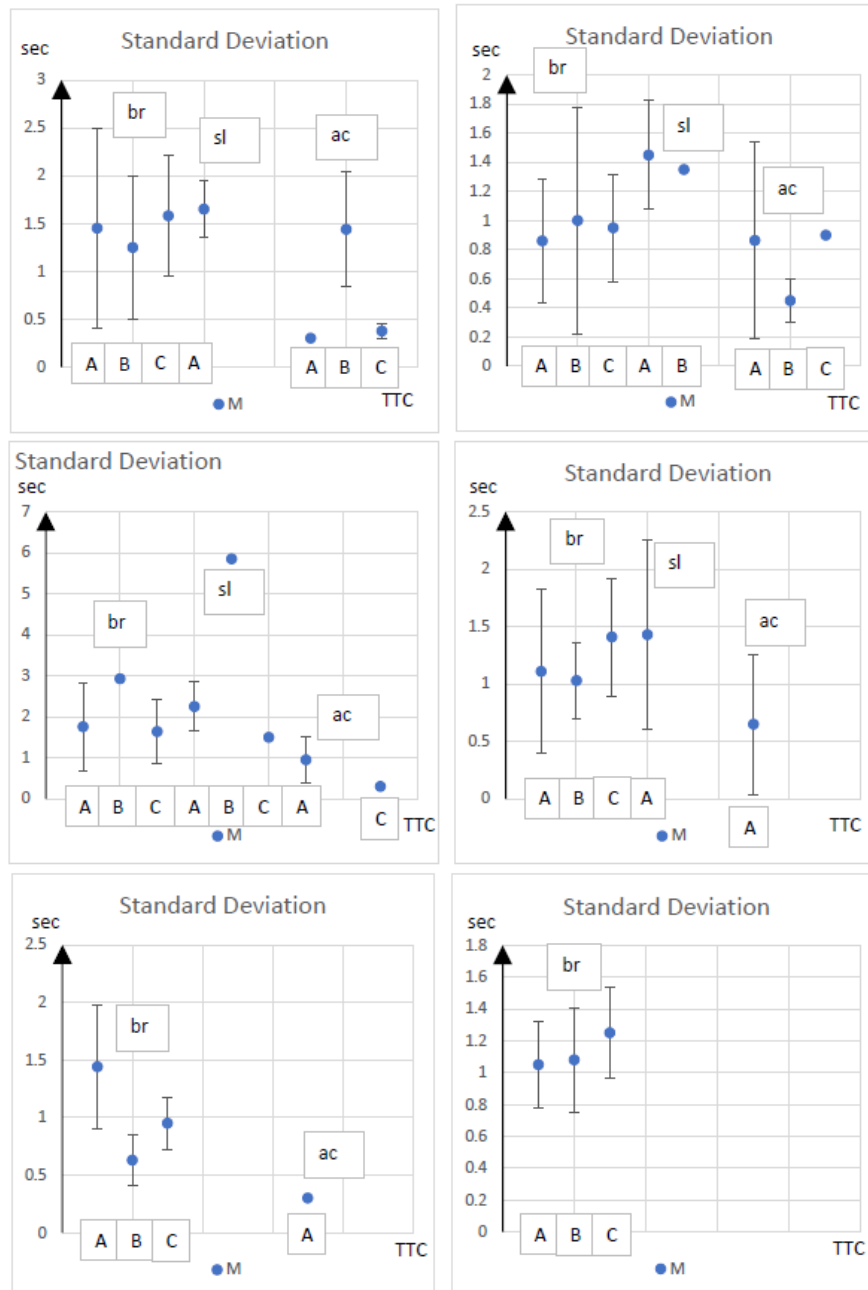 Standard Deviation
sec
3
2.5
2
1.5
1
0.5
0
br
sl
ac
A B C A A B C
M
TTC
Standard Deviation
sec
2
1.8
1.6
1.4
1.2
1
0.8
0.6
0.4
0.2
0
br
sl
ac
A B C A B A B C
M
TTC
Standard Deviation
sec
7
6
5
4
3
2
1
0
br
sl
ac
A B C A B C A C
M
TTC
Standard Deviation
sec
2.5
2
1.5
1
0.5
0
br
sl
ac
A B C A A
M
TTC
Standard Deviation
sec
2.5
2
1.5
1
0.5
0
br
ac
A B C A
M
TTC
Standard Deviation
sec
1.8
1.6
1.4
1.2
1
0.8
0.6
0.4
0.2
0
br
A B C
M
TTC